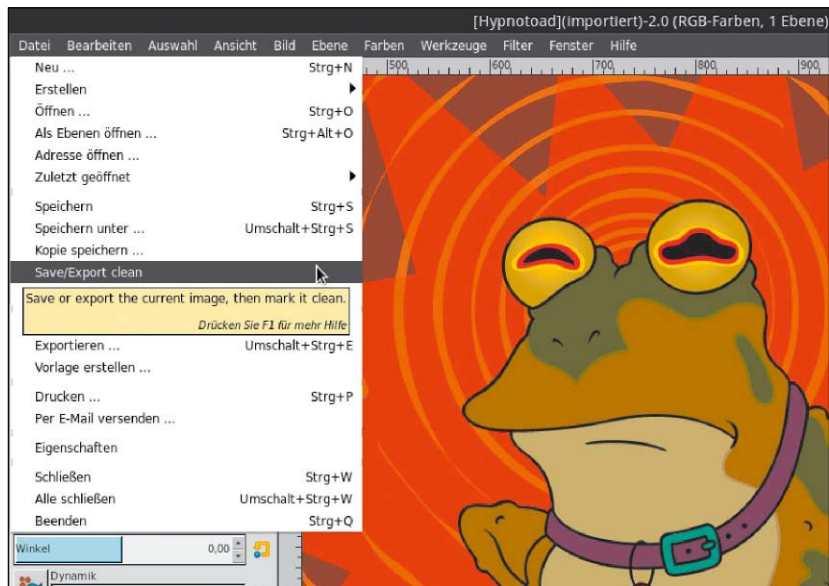 [Hypnotoad](importiert)-2.0 (RGB-Farben, 1 Ebene)
Datei Bearbeiten Auswahl Ansicht Bild Ebene Farben Werkzeuge Filter Fenster Hilfe
500 600 700 800 900
Neu ... Strg+N
Erstellen
Öffnen ... Strg+O
Als Ebenen öffnen ... Strg+Alt+O
Adresse öffnen ...
Zuletzt geöffnet
Speichern Strg+S
Speichern unter ... Umschalt+Strg+S
Kopie speichern ...
Save/Export clean
Save or export the current image, then mark it clean.
Drücken Sie F1 für mehr Hilfe
Exportieren ... Umschalt+Strg+E
Vorlage erstellen ...
Drucken ... Strg+P
Per E-Mail versenden ...
Eigenschaften
Schließen Strg+W
Alle schließen Umschalt+Strg+W
Beenden Strg+Q
Winkel 0,00
Dynamik